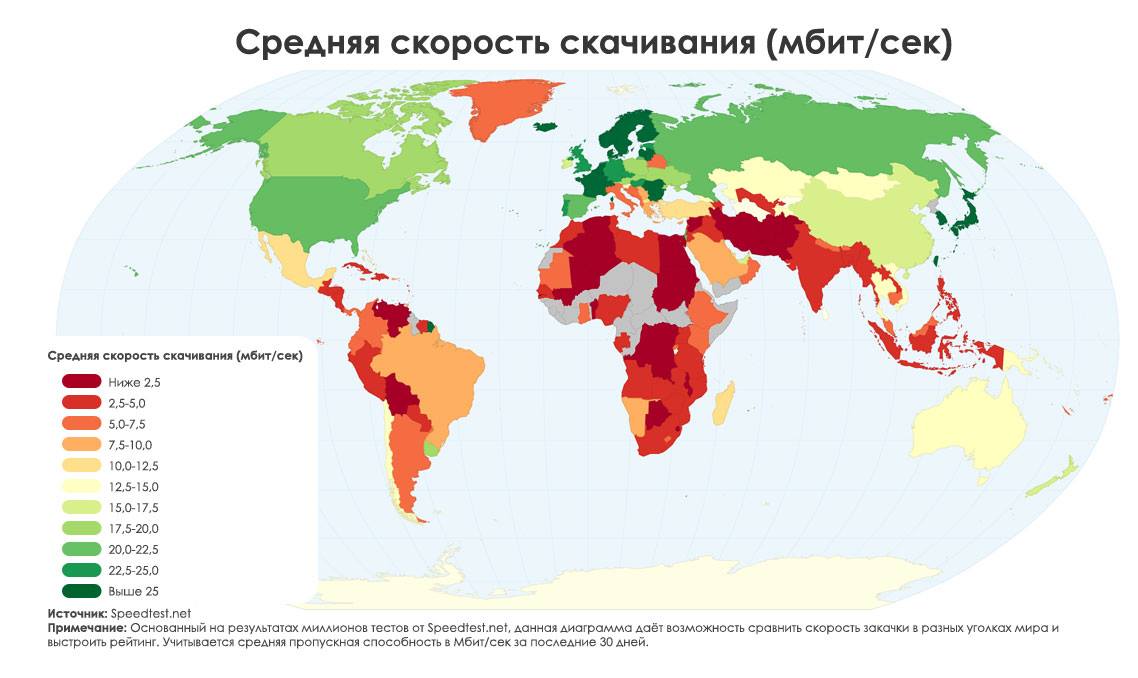 Средняя скорость скачивания (мбит/сек)
Средняя скорость скачивания (мбит/сек)
Ниже 2,5
2,5-5,0
5,0-7,5
7,5-10,0
10,0-12,5
12,5-15,0
15,0-17,5
17,5-20,0
20,0-22,5
22,5-25,0
Выше 25
Источник: Speedtest.net
Примечание: Основанный на результатах миллионов тестов от Speedtest.net, данная диаграмма даёт возможность сравнить скорость закачки в разных уголках мира и
выстроить рейтинг. Учитывается средняя пропускная способность в Мбит/сек за последние 30 дней.